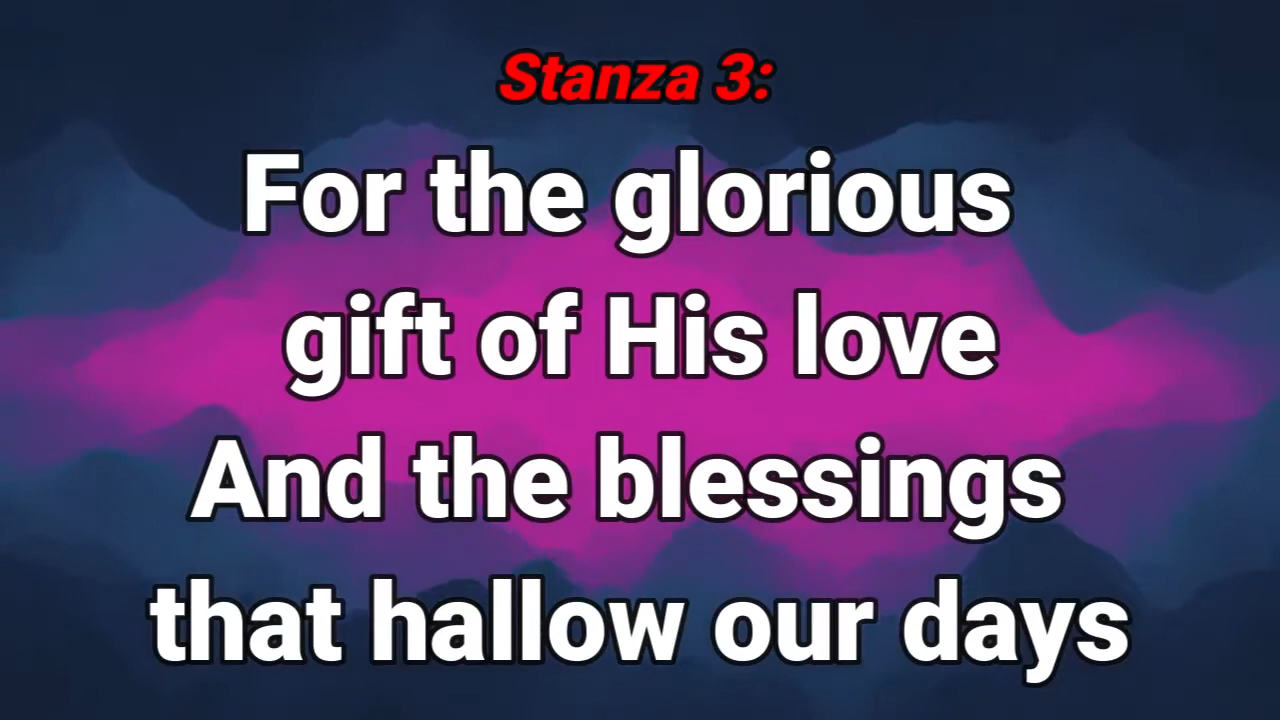 Stanza 3:
For the glorious
gift of His love
And the blessings
that hallow our days